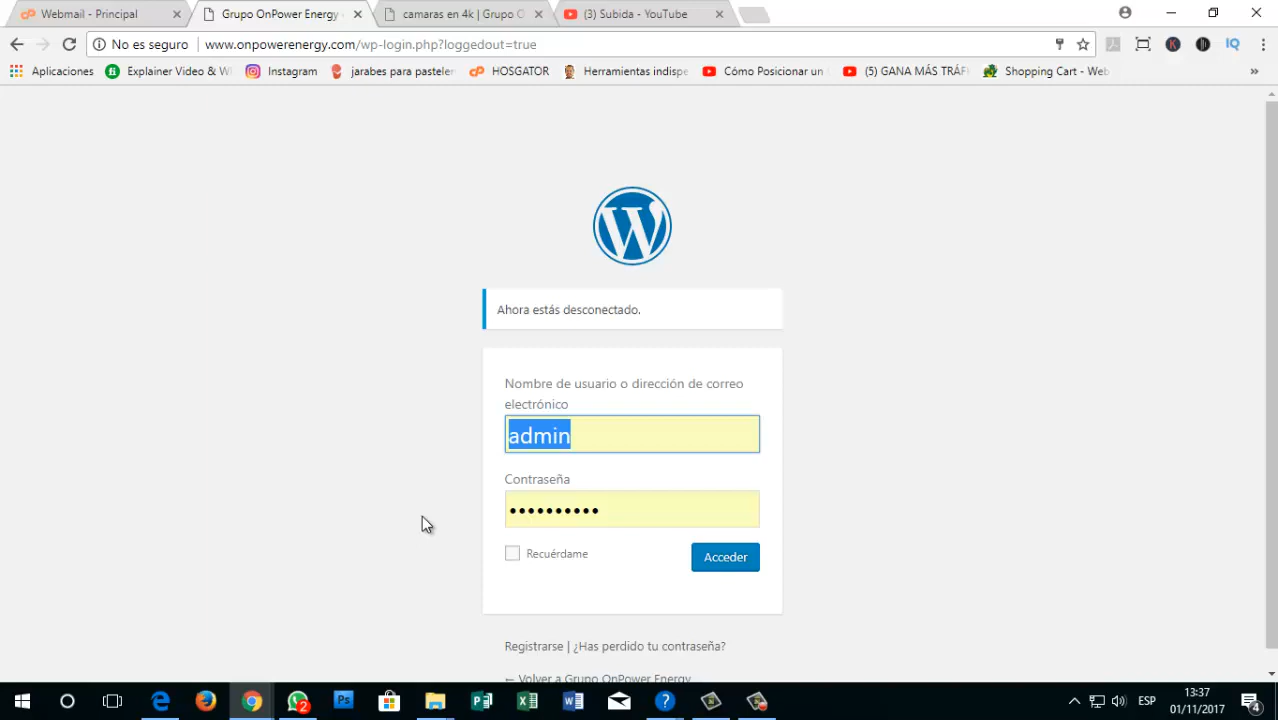 Webmail - Principal
Grupo OnPower Energy
camaras en 4k | Grupo O
(3) Subida - YouTube
No es seguro
www.onpowerenergy.com/wp-login.php?loggedout=true
Aplicaciones
Explainer Video & W
Instagram
jarabes para pasteler
HOSGATOR
Herramientas indispe
Cómo Posicionar un
(5) GANA MÁS TRÁF
Shopping Cart - Web
Ahora estás desconectado.
Nombre de usuario o dirección de correo
electrónico
admin
Contraseña
••••••••••
Recuérdame
Acceder
Registrarse | ¿Has perdido tu contraseña?
← Volver a Grupo OnPower Energy
ESP
13:37
01/11/2017